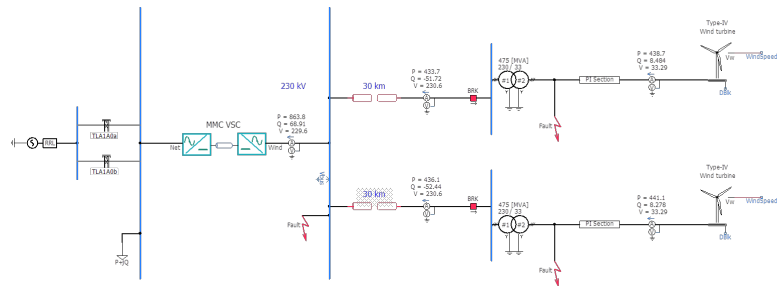 Type-IV
Wind turbine
475 [MVA]
230 / 33
P = 438.7
Q = 8.484
V = 33.29
Vw
WindSpeed
P = 433.7
Q = -51.72
V = 230.6
#1
#2
230 kV
30 km
BRK
PI Section
DBlk
P = 863.8
Q = 68.91
V = 229.6
A
V
Fault
TLA1A0a
MMC VSC
RRL
Net
Wind
TLA1A0b
Type-IV
Wind turbine
Vbus
30 km
P = 436.1
Q = -52.44
V = 230.6
BRK
475 [MVA]
230 / 33
P = 441.1
Q = 8.278
V = 33.29
Vw
WindSpeed
Fault
#1
#2
PI Section
DBlk
P+jQ
Fault